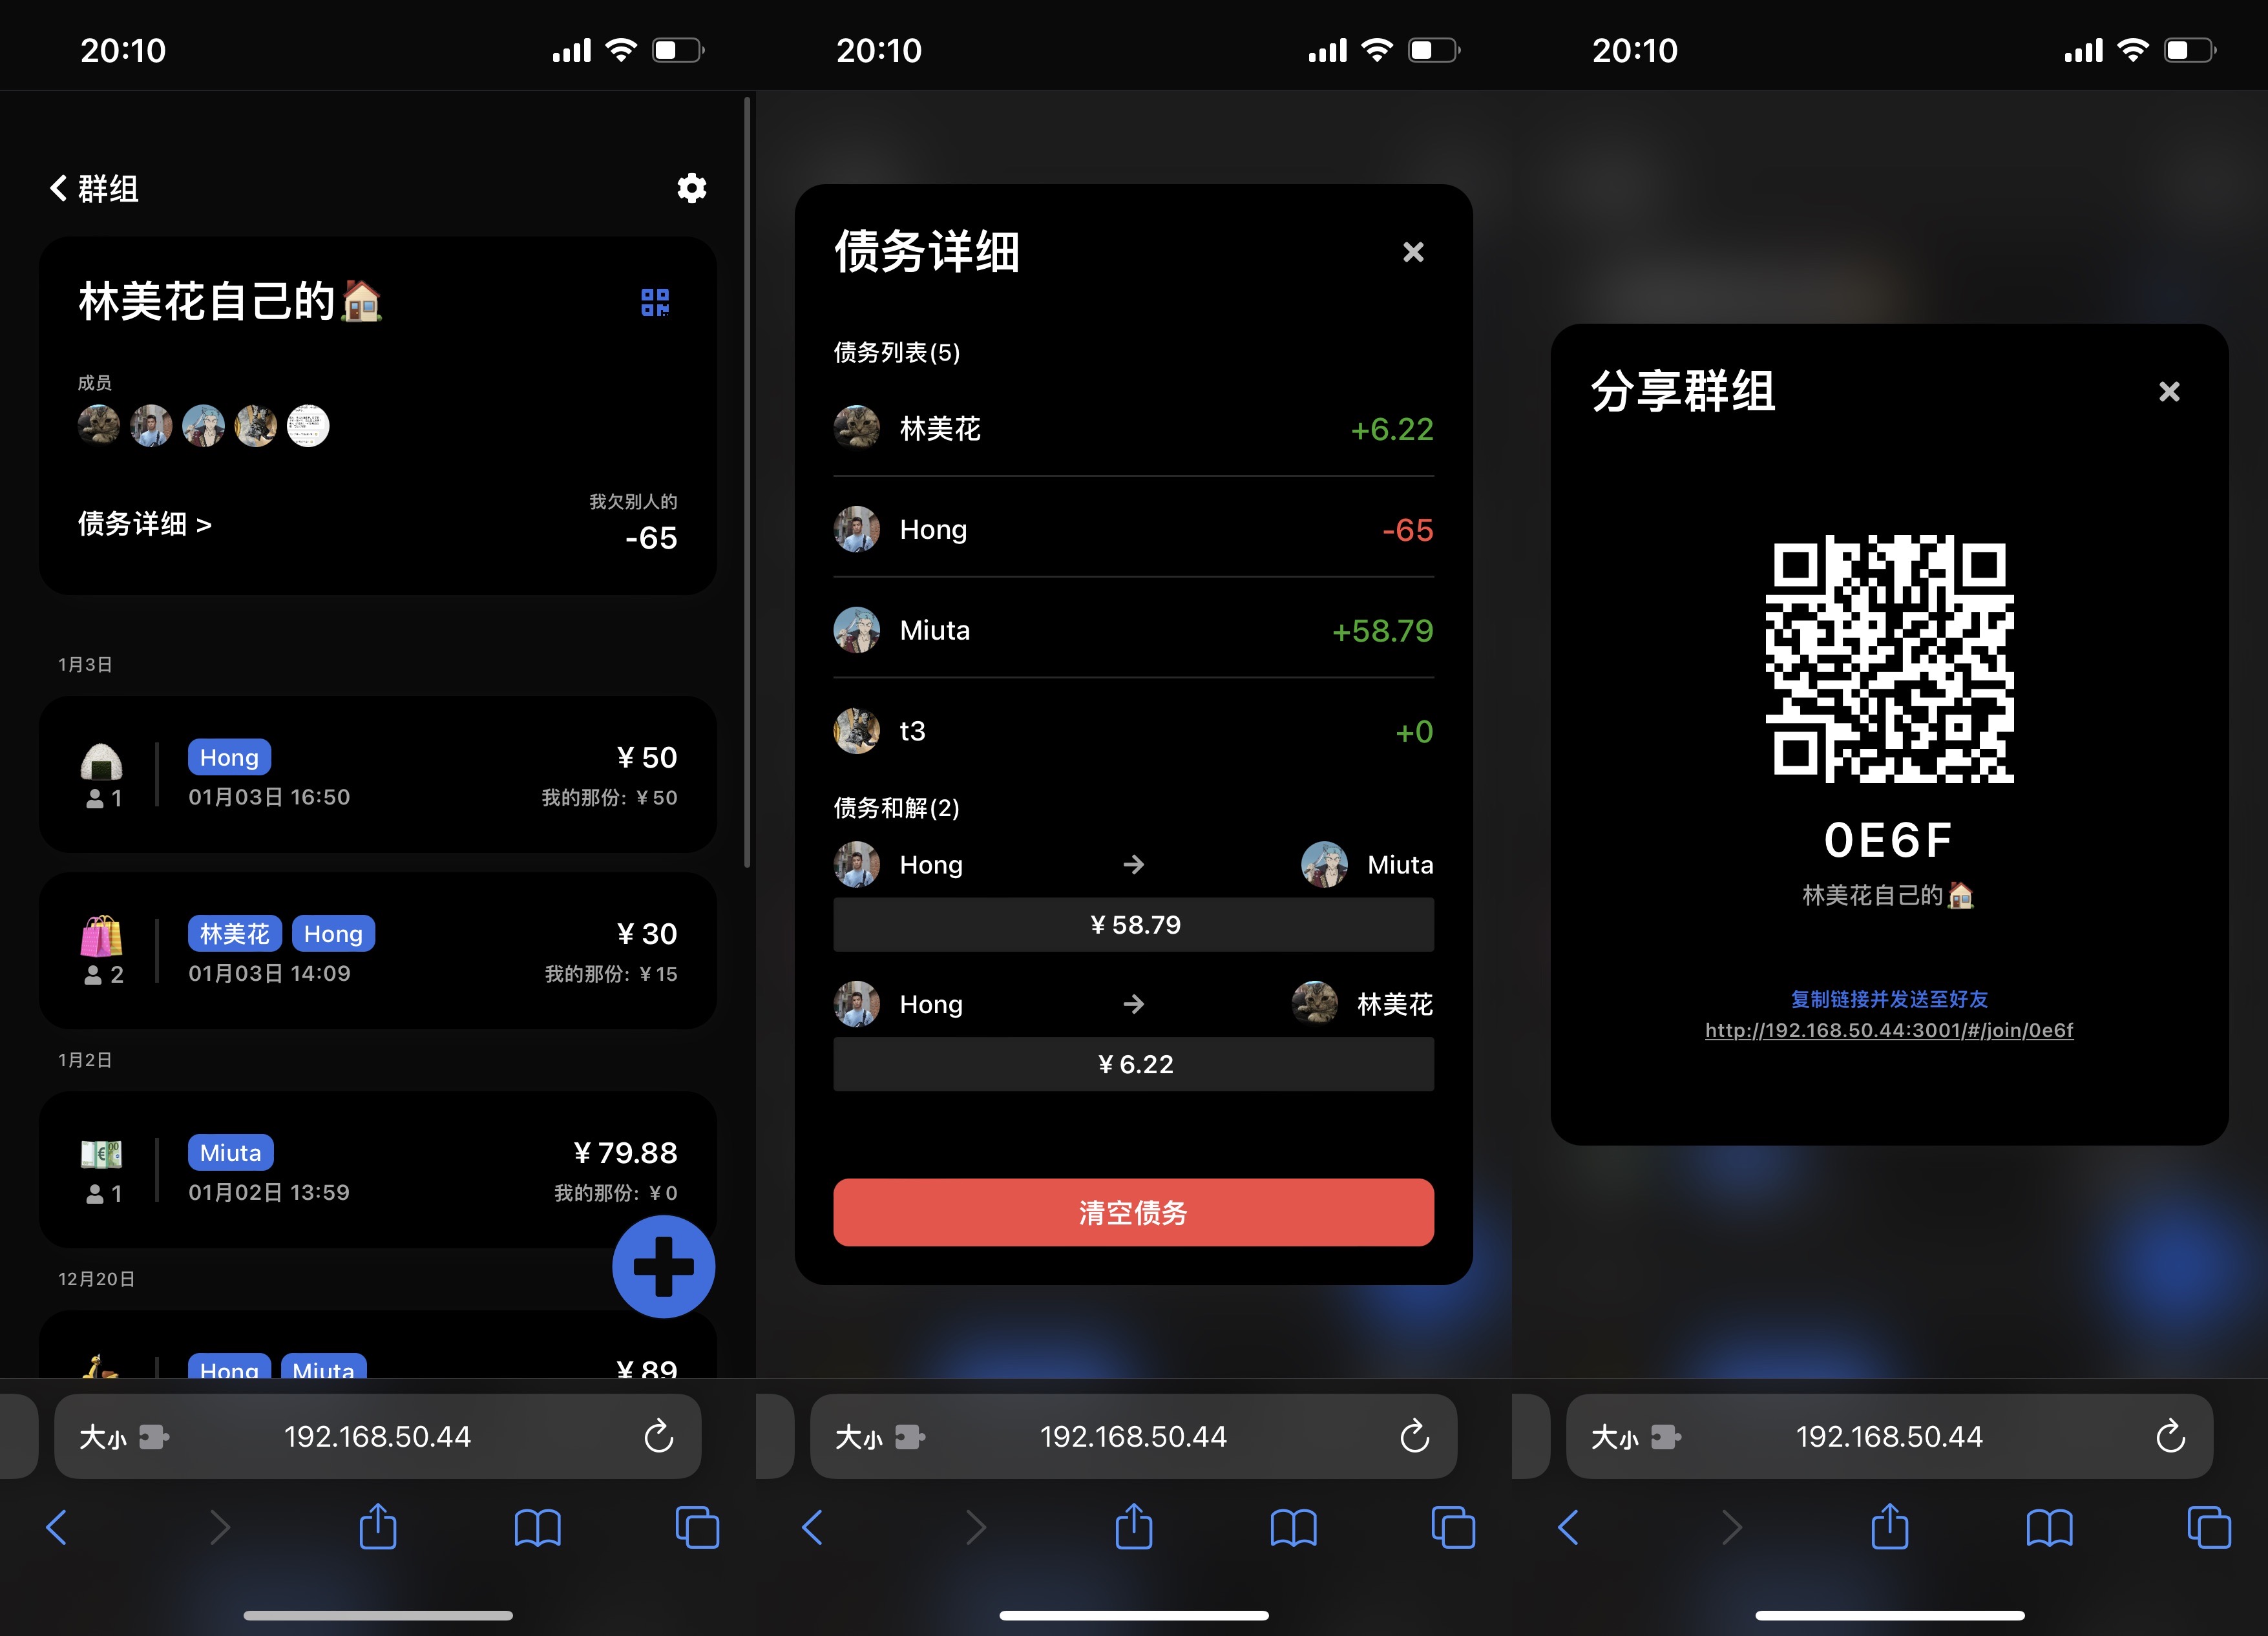 20:10
群组
林美花自己的
成员
我欠别人的
债务详细 >
-65
1月3日
Hong
¥ 50
1
01月03日 16:50
我的那份: ¥ 50
林美花 Hong
¥ 30
2
01月03日 14:09
我的那份: ¥ 15
1月2日
Miuta
¥ 79.88
1
01月02日 13:59
我的那份: ¥ 0
12月20日
Hong Miuta
¥ 89
大小
192.168.50.44
20:10
债务详细
债务列表(5)
林美花
+6.22
Hong
-65
Miuta
+58.79
t3
+0
债务和解(2)
Hong
Miuta
¥ 58.79
Hong
林美花
¥ 6.22
清空债务
大小
192.168.50.44
20:10
分享群组
0E6F
林美花自己的
复制链接并发送至好友
http://192.168.50.44:3001/#/join/0e6f
大小
192.168.50.44